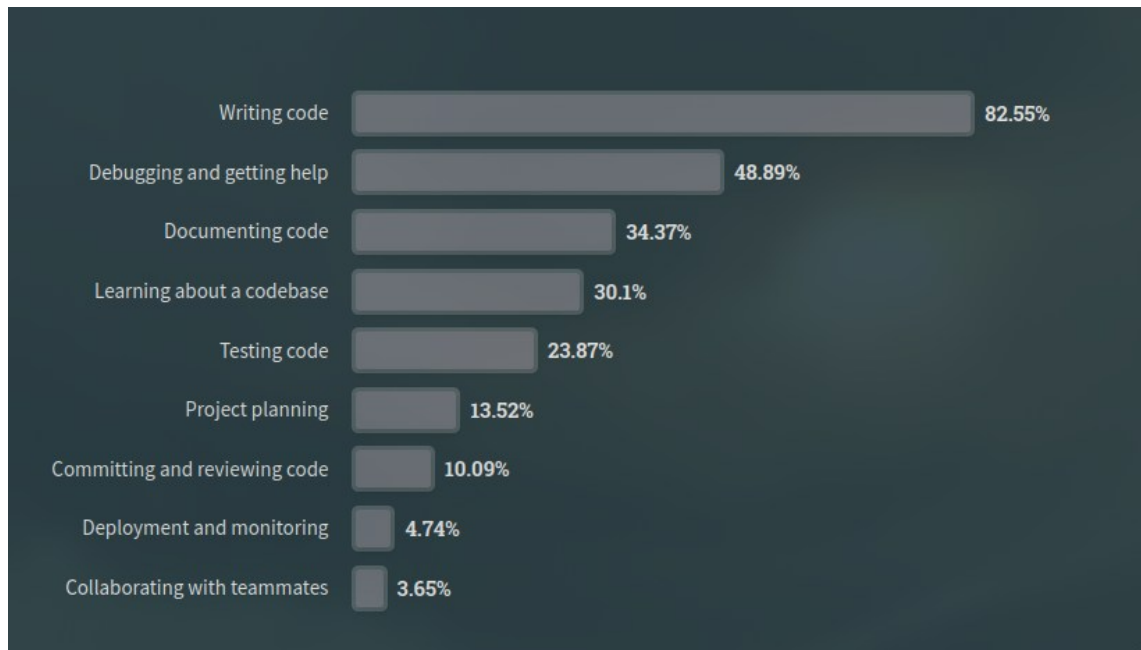 Writing code 82.55%
Debugging and getting help 48.89%
Documenting code 34.37%
Learning about a codebase 30.1%
Testing code 23.87%
Project planning 13.52%
Committing and reviewing code 10.09%
Deployment and monitoring 4.74%
Collaborating with teammates 3.65%